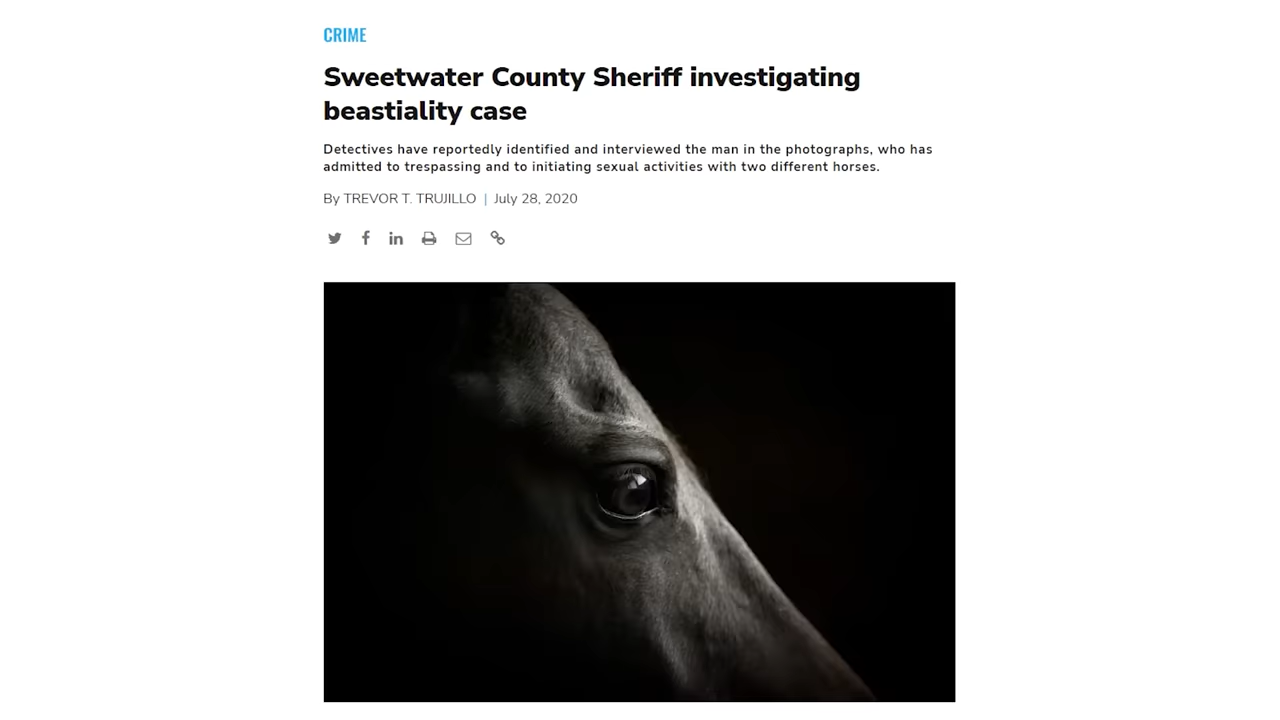 CRIME
Sweetwater County Sheriff investigating
beastiality case
Detectives have reportedly identified and interviewed the man in the photographs, who has
admitted to trespassing and to initiating sexual activities with two different horses.
By TREVOR T. TRUJILLO | July 28, 2020